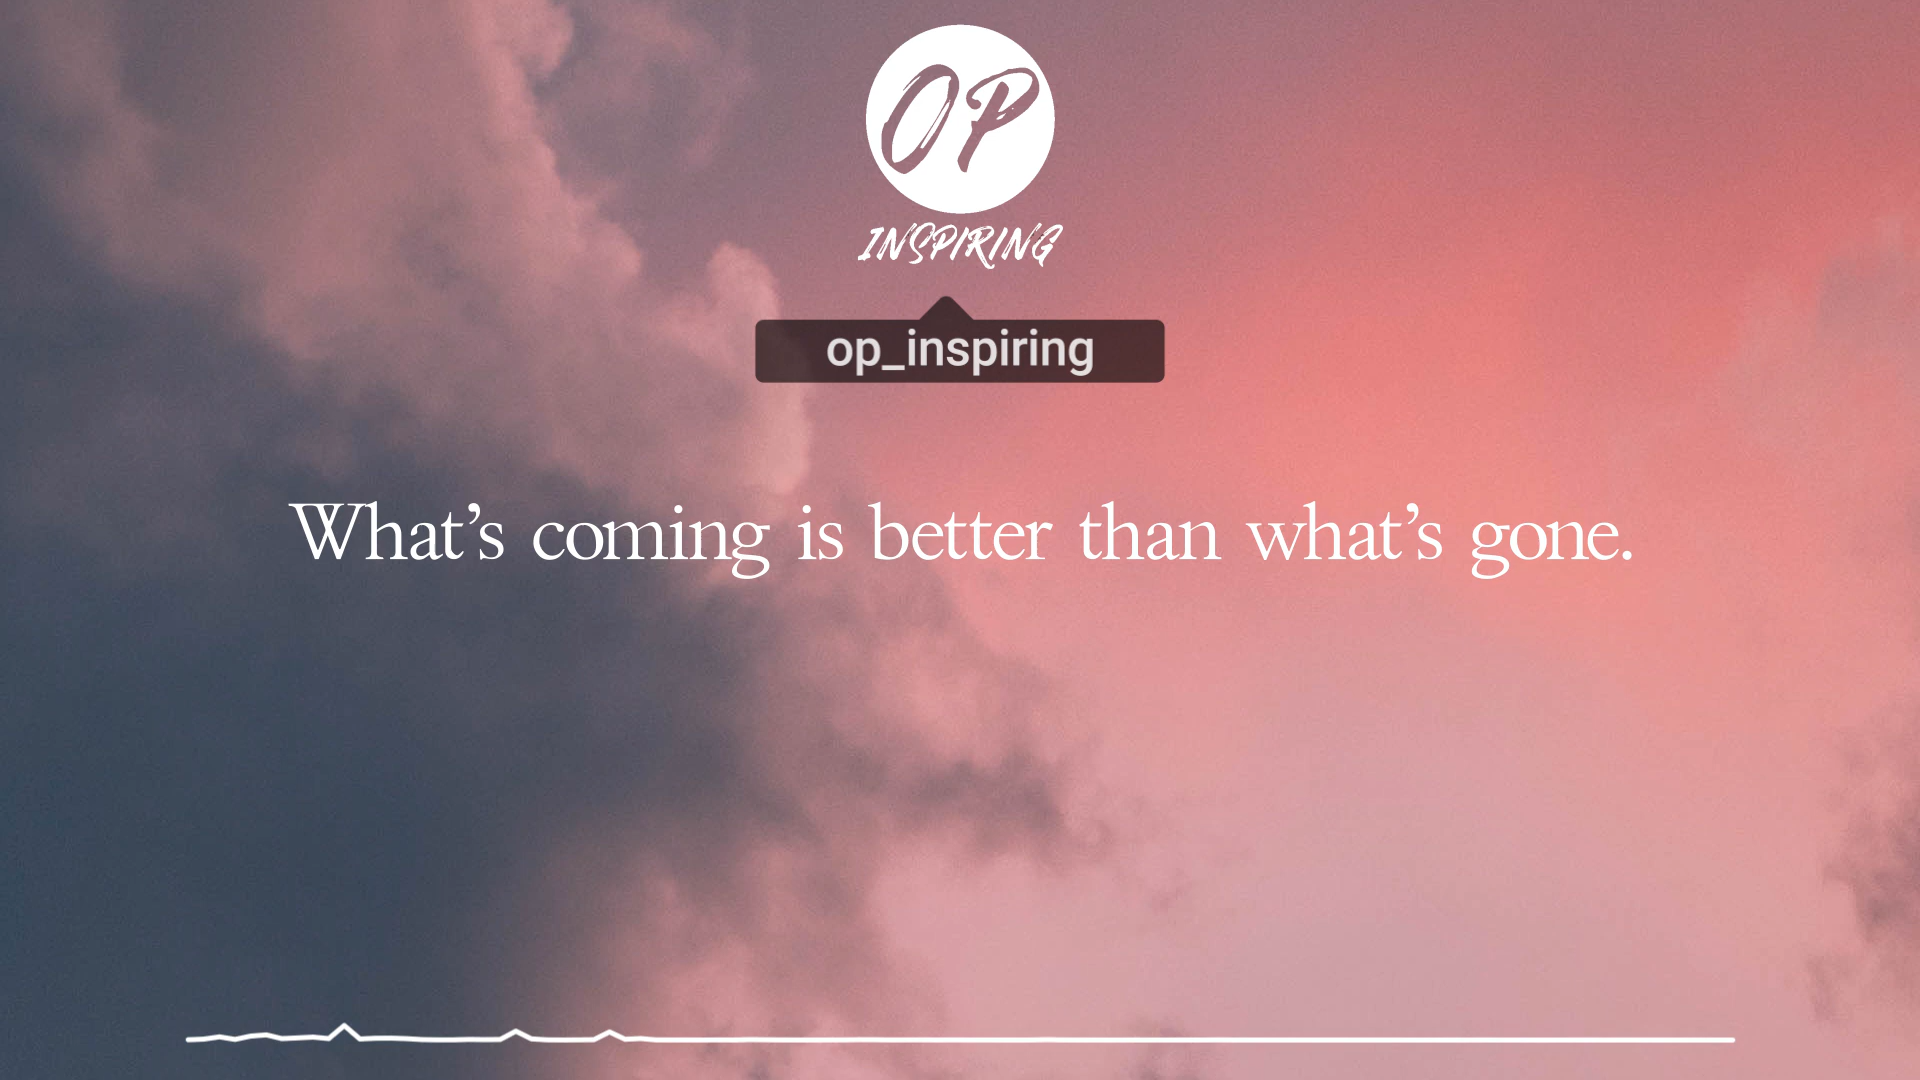 OP
INSPIRING
op_inspiring
What’s coming is better than what’s gone.